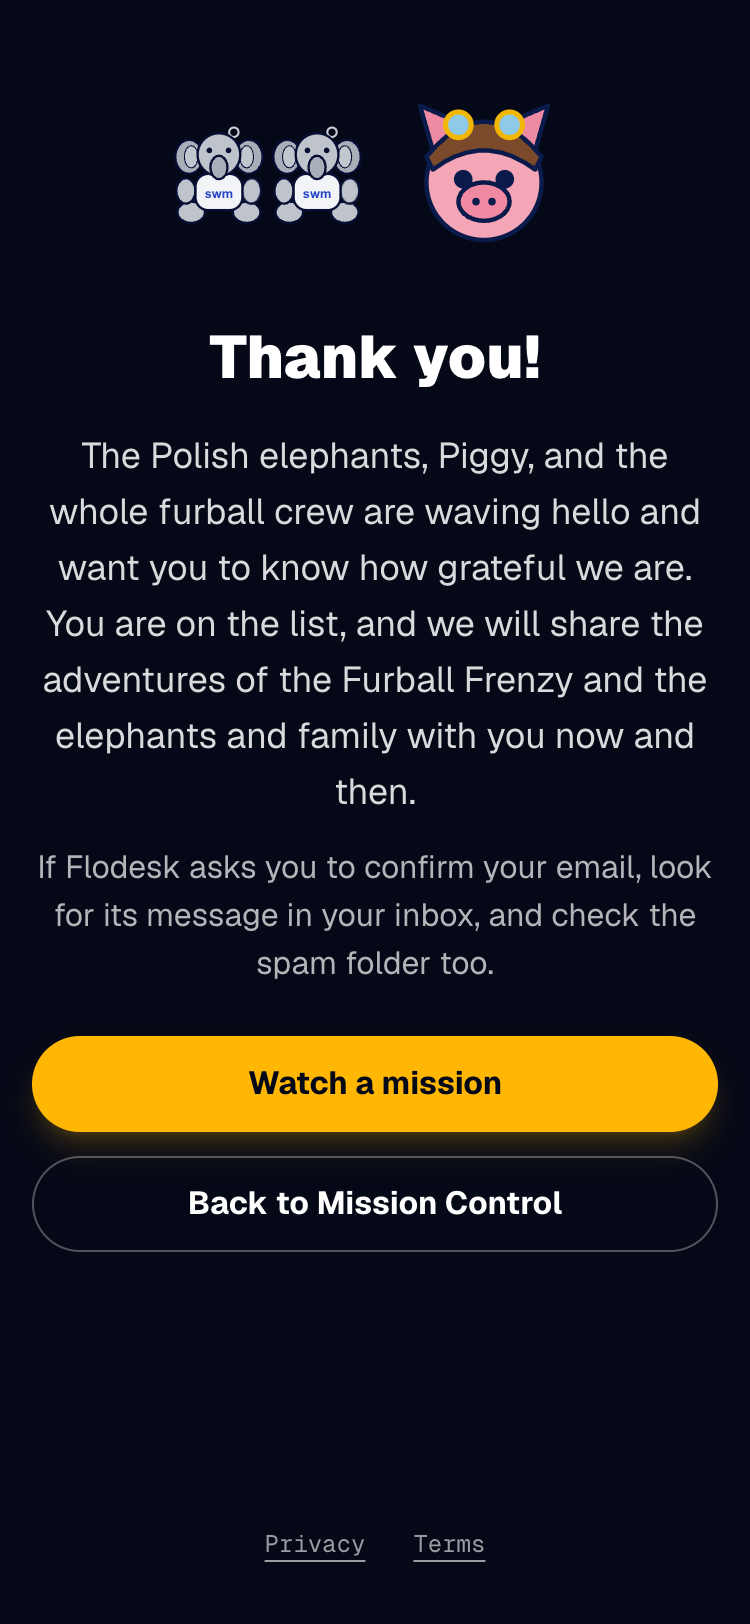 swm swm
Thank you!
The Polish elephants, Piggy, and the
whole furball crew are waving hello and
want you to know how grateful we are.
You are on the list, and we will share the
adventures of the Furball Frenzy and the
elephants and family with you now and
then.
If Flodesk asks you to confirm your email, look
for its message in your inbox, and check the
spam folder too.
Watch a mission
Back to Mission Control
Privacy Terms